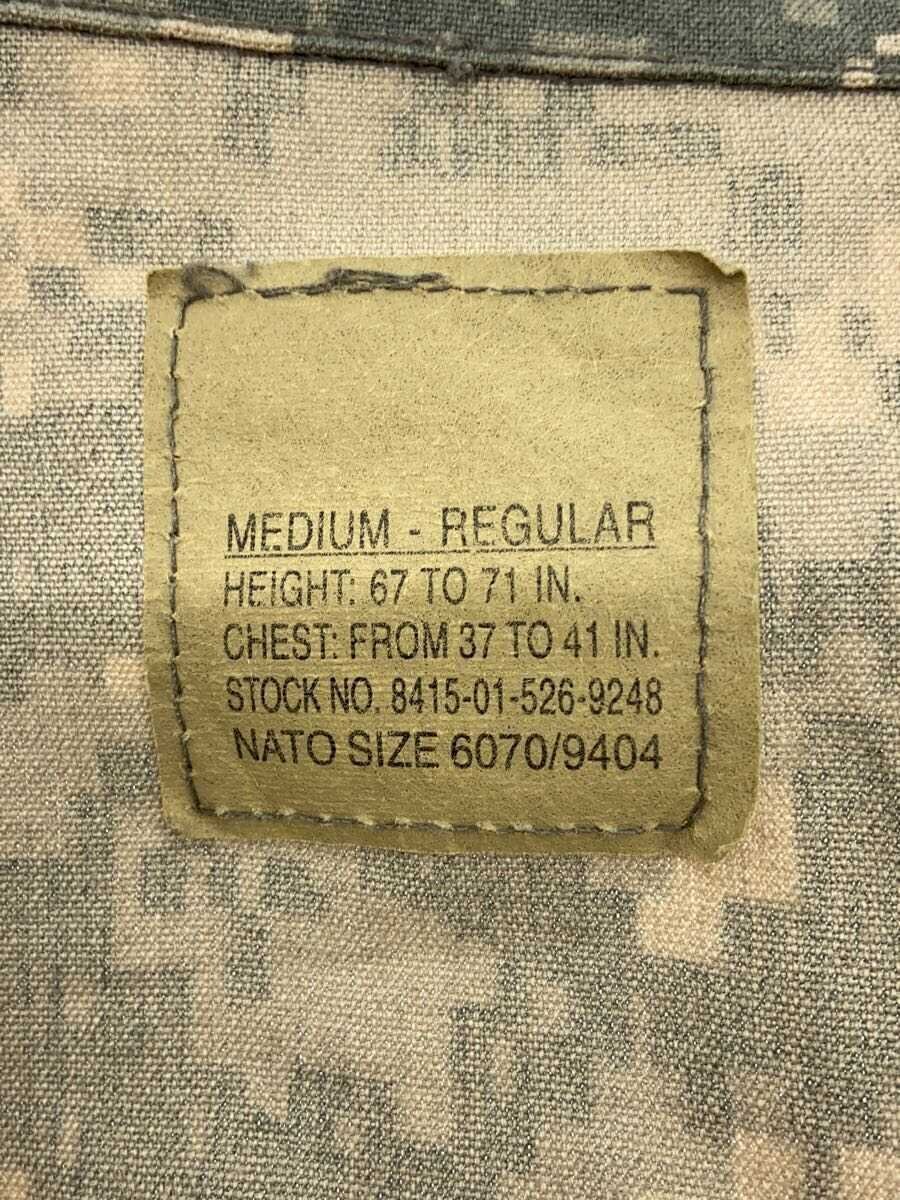 MEDIUM - REGULAR
HEIGHT: 67 TO 71 IN.
CHEST: FROM 37 TO 41 IN.
STOCK NO. 8415-01-526-9248
NATO SIZE 6070/9404